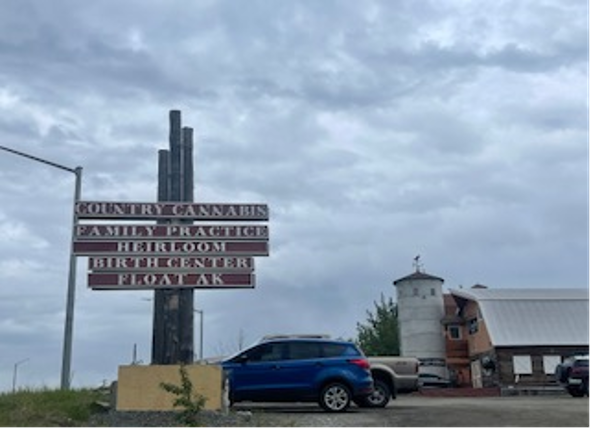 COUNTRY CANNABIS
FAMILY PRACTICE
HEIRLOOM
BIRTH CENTER
FLOAT AK